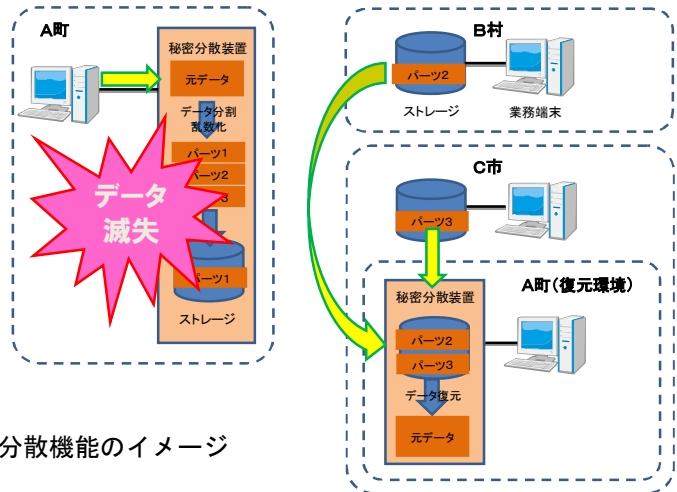 A町
秘密分散装置
元データ
データ分割
乱数化
パーツ1
パーツ2
3
データ
滅失
パーツ1
ストレージ
B村
パーツ2
ストレージ
業務端末
C市
パーツ3
A町(復元環境)
秘密分散装置
パーツ2
パーツ3
データ復元
元データ
分散機能のイメージ